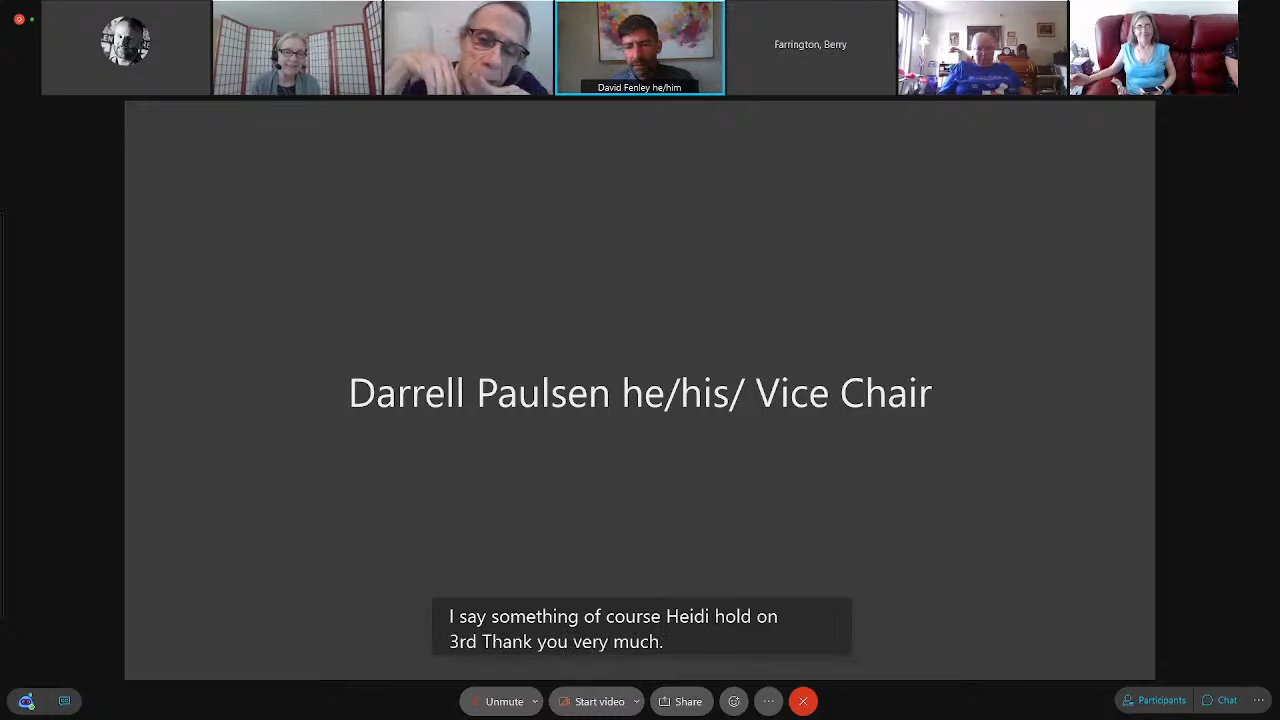 David Fenley he/him
Farrington, Berry
Darrell Paulsen he/his/ Vice Chair
I say something of course Heidi hold on
3rd Thank you very much.
Unmute
Start video
Share
Participants
Chat